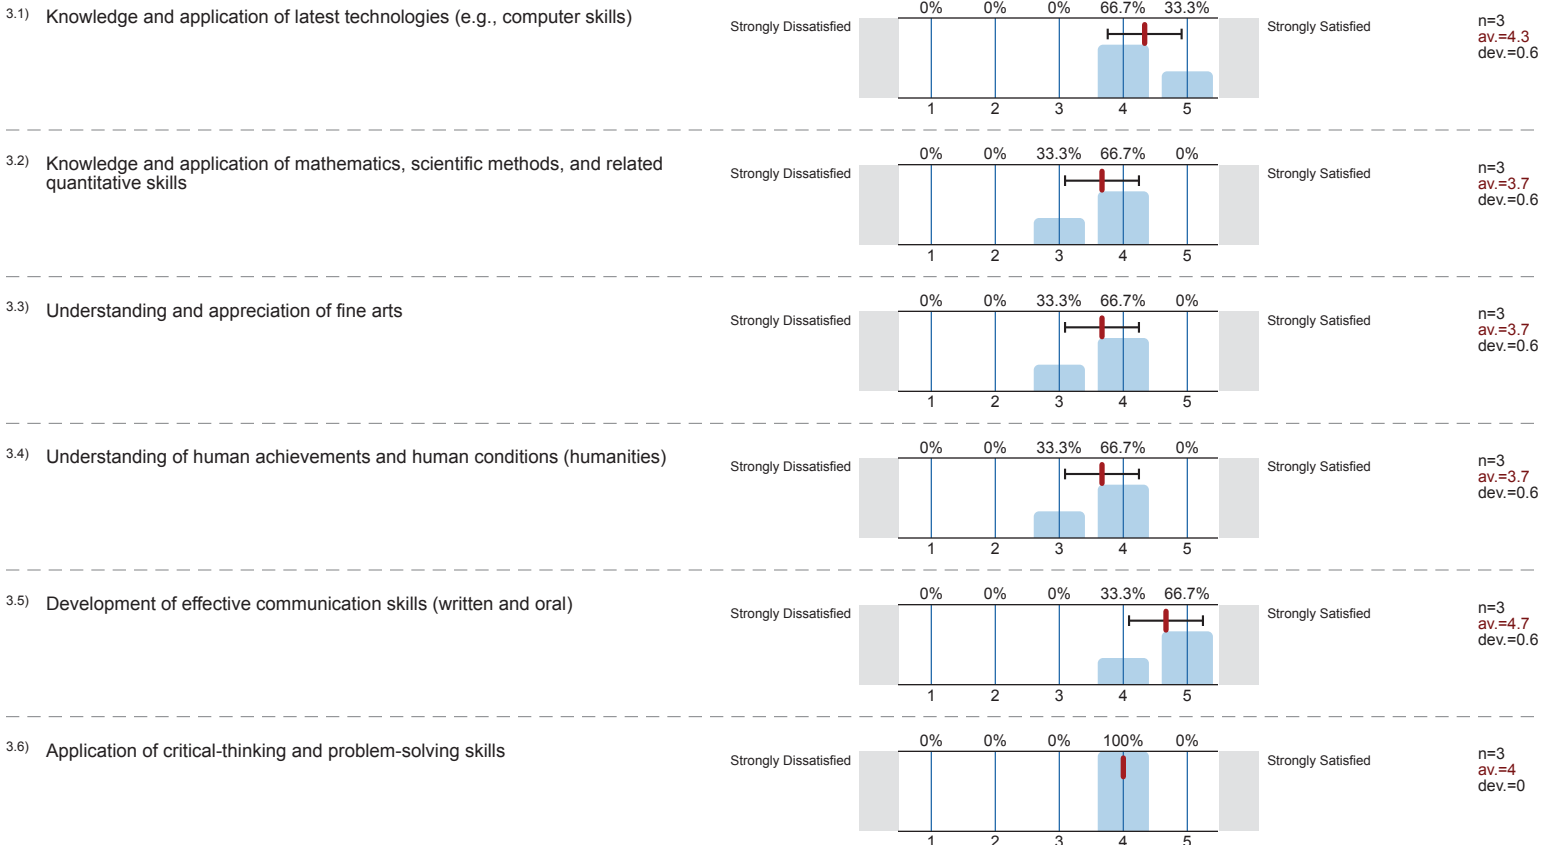 3.1) Knowledge and application of latest technologies (e.g., computer skills)
0% 0% 0% 66.7% 33.3%
Strongly Dissatisfied
Strongly Satisfied
n=3
av.=4.3
dev.=0.6
1 2 3 4 5
3.2) Knowledge and application of mathematics, scientific methods, and related
quantitative skills
0% 0% 33.3% 66.7% 0%
Strongly Dissatisfied
Strongly Satisfied
n=3
av.=3.7
dev.=0.6
1 2 3 4 5
3.3) Understanding and appreciation of fine arts
0% 0% 33.3% 66.7% 0%
Strongly Dissatisfied
Strongly Satisfied
n=3
av.=3.7
dev.=0.6
1 2 3 4 5
3.4) Understanding of human achievements and human conditions (humanities)
0% 0% 33.3% 66.7% 0%
Strongly Dissatisfied
Strongly Satisfied
n=3
av.=3.7
dev.=0.6
1 2 3 4 5
3.5) Development of effective communication skills (written and oral)
0% 0% 0% 33.3% 66.7%
Strongly Dissatisfied
Strongly Satisfied
n=3
av.=4.7
dev.=0.6
1 2 3 4 5
3.6) Application of critical-thinking and problem-solving skills
0% 0% 0% 100% 0%
Strongly Dissatisfied
Strongly Satisfied
n=3
av.=4
dev.=0
1 2 3 4 5